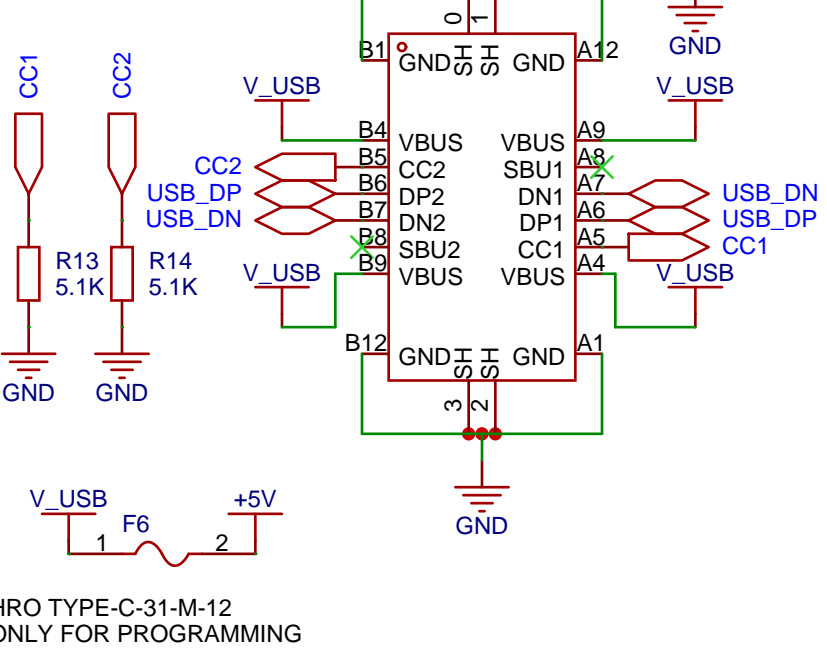 0 1
B1 GND SH SH GND A12
GND
CC1
CC2
V_USB
V_USB
B4 VBUS VBUS A9
CC2 B5 CC2 SBU1 A8
USB_DP B6 DP2 DN1 A7 USB_DN
USB_DN B7 DN2 DP1 A6 USB_DP
B8 SBU2 CC1 A5 CC1
V_USB B9 VBUS VBUS A4 V_USB
R13
5.1K
R14
5.1K
B12 GND SH SH GND A1
GND
GND
3 2
GND
V_USB
F6
+5V
1
2
HRO TYPE-C-31-M-12
ONLY FOR PROGRAMMING